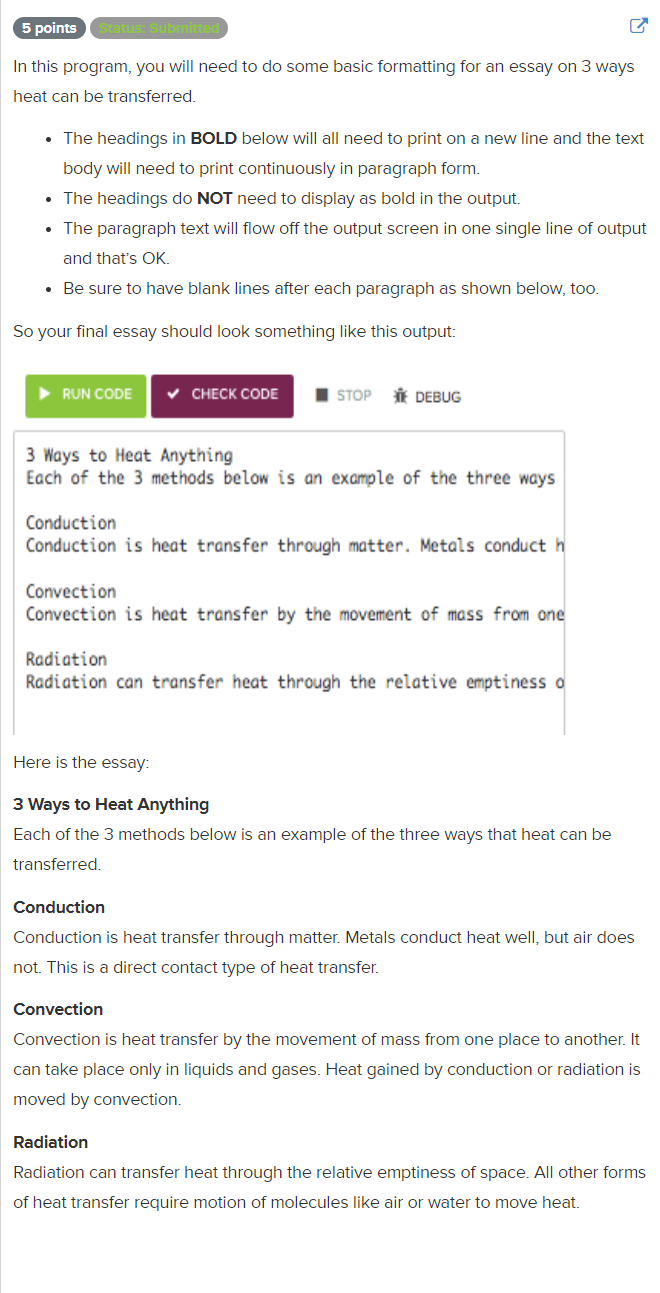 5 points Status: Submitted
In this program, you will need to do some basic formatting for an essay on 3 ways
heat can be transferred.
• The headings in BOLD below will all need to print on a new line and the text
body will need to print continuously in paragraph form.
• The headings do NOT need to display as bold in the output.
• The paragraph text will flow off the output screen in one single line of output
and that's OK.
• Be sure to have blank lines after each paragraph as shown below, too.
So your final essay should look something like this output:
RUN CODE CHECK CODE STOP DEBUG
3 Ways to Heat Anything
Each of the 3 methods below is an example of the three ways
Conduction
Conduction is heat transfer through matter. Metals conduct h
Convection
Convection is heat transfer by the movement of mass from one
Radiation
Radiation can transfer heat through the relative emptiness o
Here is the essay:
3 Ways to Heat Anything
Each of the 3 methods below is an example of the three ways that heat can be
transferred.
Conduction
Conduction is heat transfer through matter. Metals conduct heat well, but air does
not. This is a direct contact type of heat transfer.
Convection
Convection is heat transfer by the movement of mass from one place to another. It
can take place only in liquids and gases. Heat gained by conduction or radiation is
moved by convection.
Radiation
Radiation can transfer heat through the relative emptiness of space. All other forms
of heat transfer require motion of molecules like air or water to move heat.